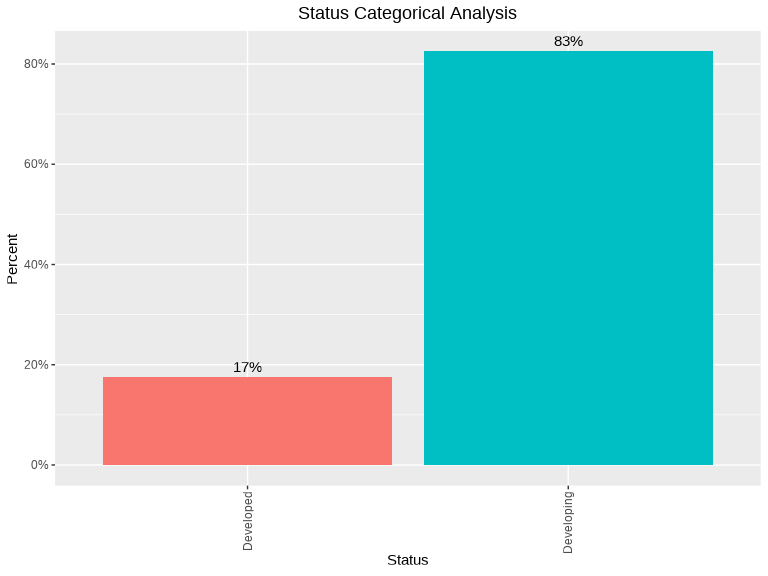 Status Categorical Analysis
83%
80%
60%
40%
20%
17%
0%
Percent
Developed
Developing
Status